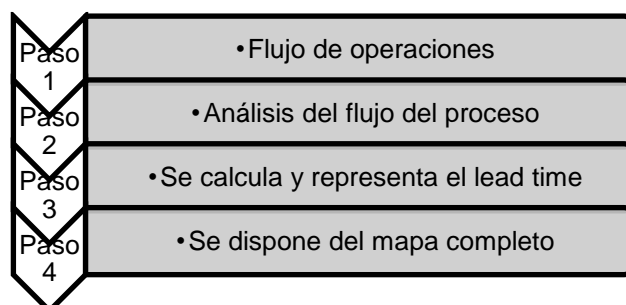 Paso
1
•Flujo de operaciones
Paso
2
•Análisis del flujo del proceso
Paso
3
•Se calcula y representa el lead time
Paso
4
•Se dispone del mapa completo